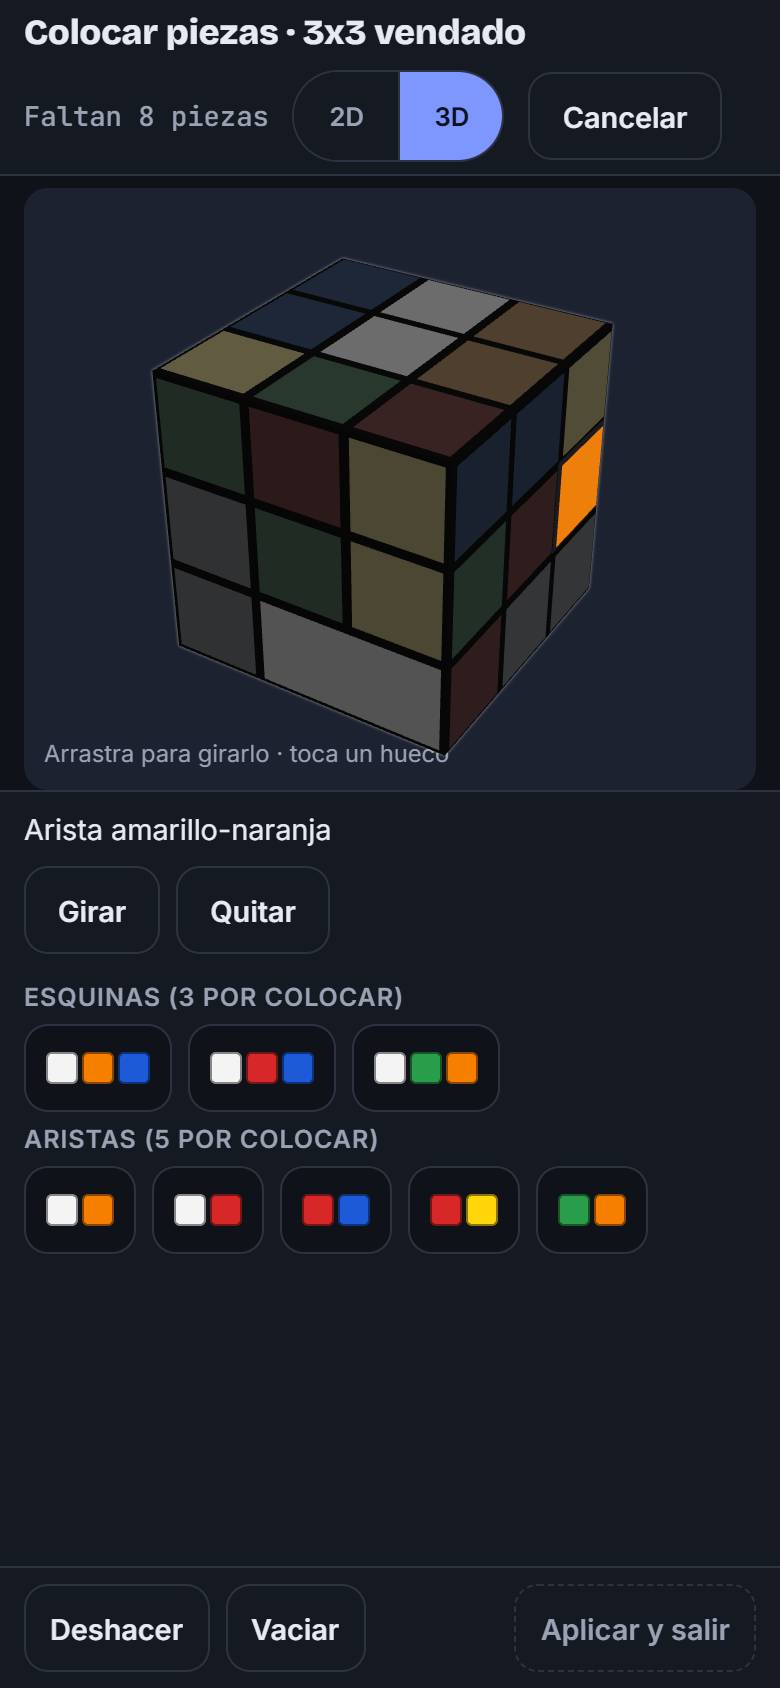 Colocar piezas · 3x3 vendado
Faltan 8 piezas
2D
3D
Cancelar
Arrastra para girarlo · toca un hueco
Arista amarillo-naranja
Girar
Quitar
ESQUINAS (3 POR COLOCAR)
ARISTAS (5 POR COLOCAR)
Deshacer
Vaciar
Aplicar y salir